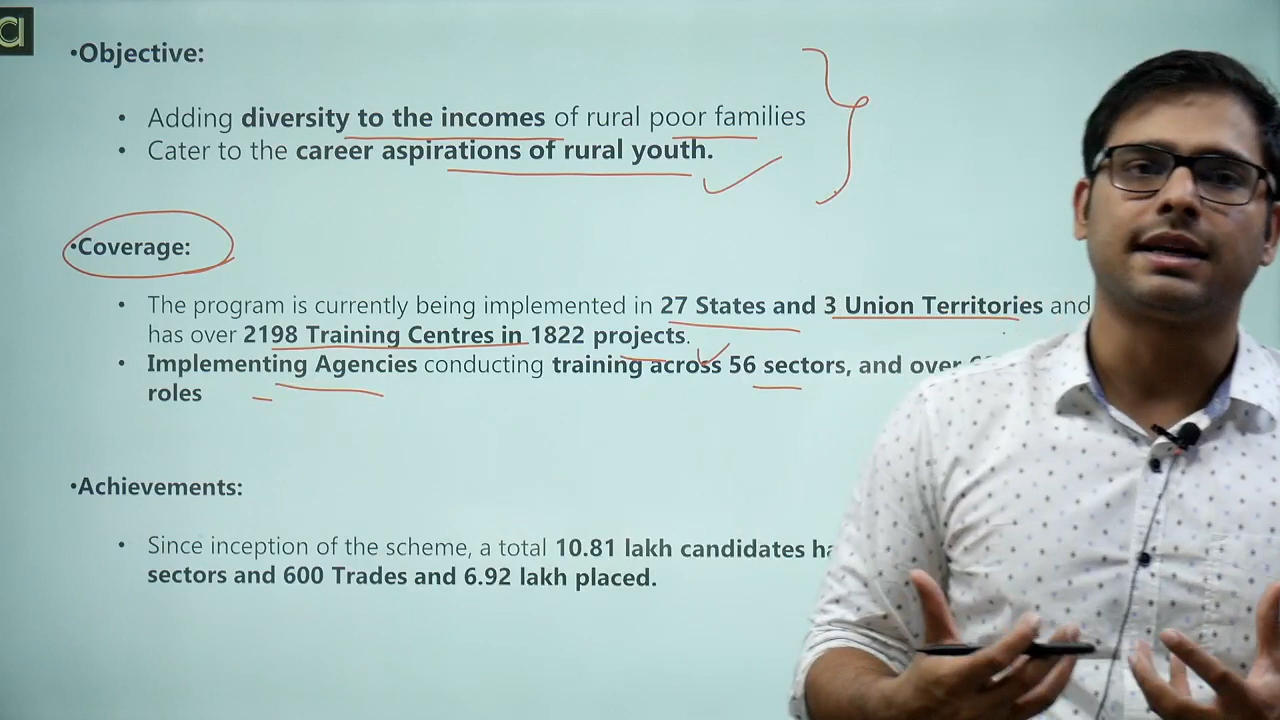 •Objective:
• Adding diversity to the incomes of rural poor families
• Cater to the career aspirations of rural youth.
•Coverage:
• The program is currently being implemented in 27 States and 3 Union Territories and
has over 2198 Training Centres in 1822 projects.
• Implementing Agencies conducting training across 56 sectors, and over
roles
•Achievements:
• Since inception of the scheme, a total 10.81 lakh candidates
sectors and 600 Trades and 6.92 lakh placed.